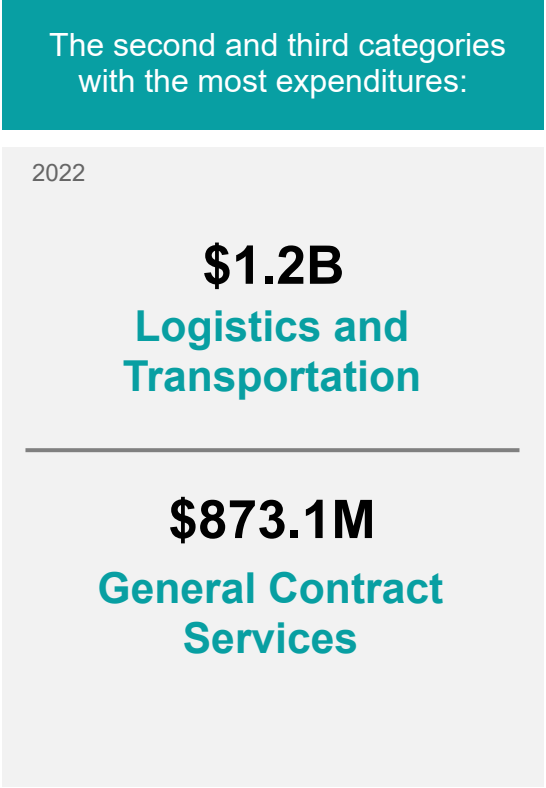 The second and third categories
with the most expenditures:
2022
$1.2B
Logistics and
Transportation
$873.1M
General Contract
Services